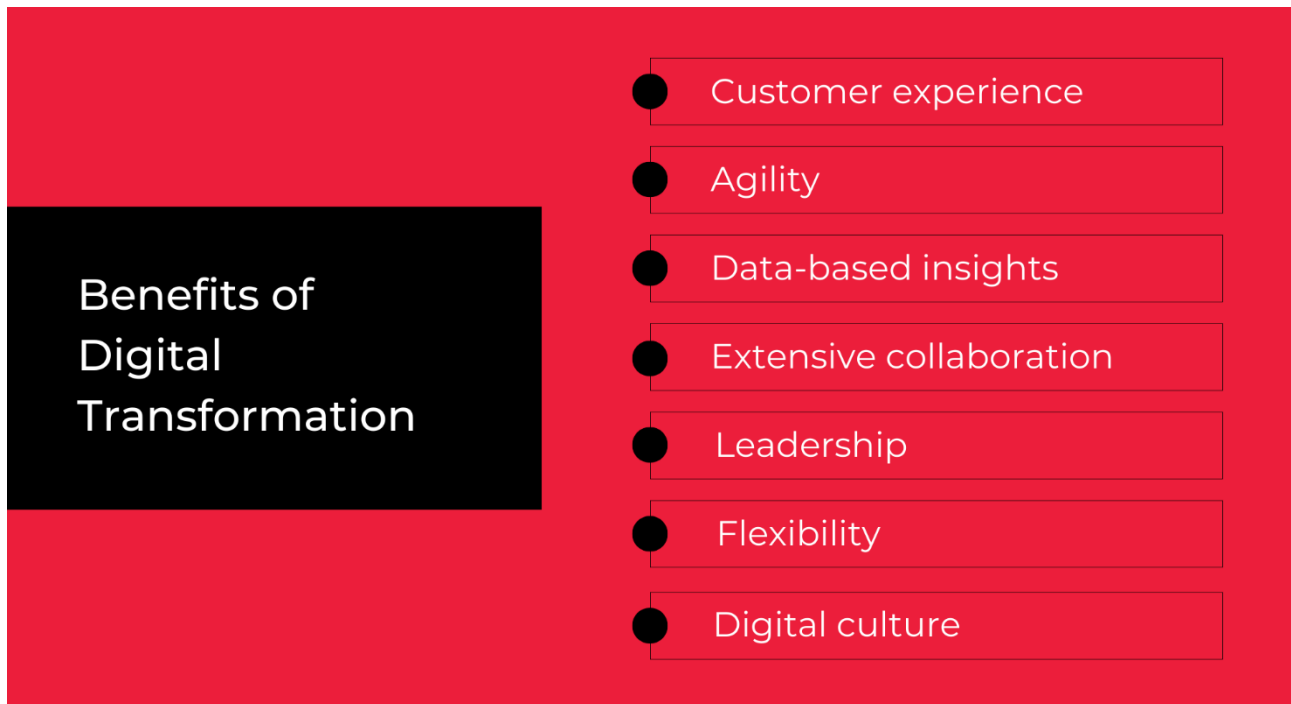 Benefits of
Digital
Transformation
Customer experience
Agility
Data-based insights
Extensive collaboration
Leadership
Flexibility
Digital culture